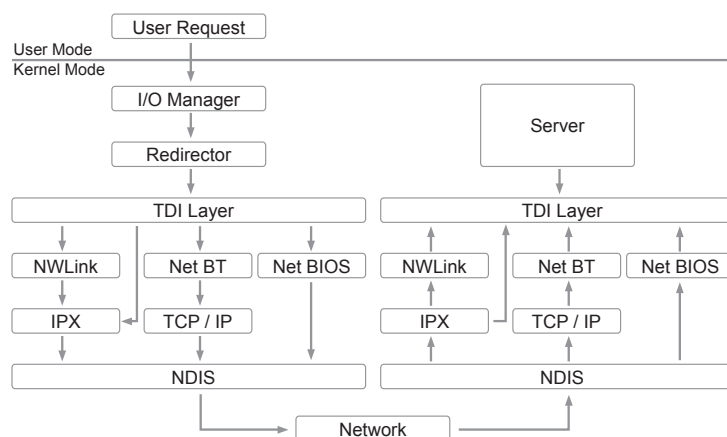 User Request
User Mode
Kernel Mode
I/O Manager
Server
Redirector
TDI Layer
TDI Layer
NWLink
Net BT
Net BIOS
NWLink
Net BT
Net BIOS
IPX
TCP / IP
IPX
TCP / IP
NDIS
NDIS
Network